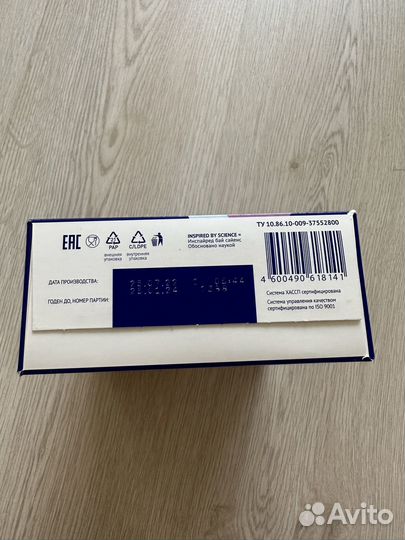 ТУ 10.86.10-009-37552800
EAC
PAP
C/LDPE
внешняя упаковка
внутренняя упаковка
INSPIRED BY SCIENCE ™
Инспайред бай сайенс
Обосновано наукой
4 600490 618141
ДАТА ПРОИЗВОДСТВА:
ГОДЕН ДО, НОМЕР ПАРТИИ:
Система ХАССП сертифицирована
Система управления качеством
сертифицирована по ISO 9001
Avito